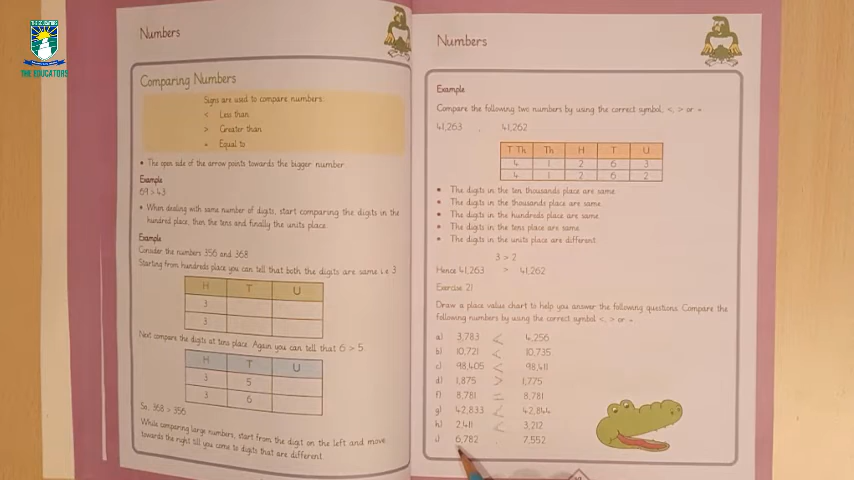 THE EDUCATORS
Numbers
Comparing Numbers
Signs are used to compare numbers:
< Less than
> Greater than
= Equal to
• The open side of the arrow points towards the bigger number.
Example
69 > 43
• When dealing with same number of digits, start comparing the digits in the
hundred place, then the tens and finally the units place.
Example
Consider the numbers 356 and 368
Starting from hundreds place you can tell that both the digits are same i.e 3
H T U
3
3
Next compare the digits at tens place. Again you can tell that 6 > 5
H T U
3 5
3 6
So, 368 > 356
While comparing large numbers, start from the digit on the left and move
towards the right till you come to digits that are different.
Numbers
Example
Compare the following two numbers by using the correct symbol, <, > or =
41,263 , 41,262
T Th Th H T U
4 1 2 6 3
4 1 2 6 2
• The digits in the ten thousands place are same.
• The digits in the thousands place are same.
• The digits in the hundreds place are same.
• The digits in the tens place are same.
• The digits in the units place are different.
3 > 2
Hence 41,263 > 41,262
Exercise 21
Draw a place value chart to help you answer the following questions. Compare the
following numbers by using the correct symbol <, > or =
a) 3,783 < 4,256
b) 10,721 < 10,735
c) 98,405 < 98,411
d) 1,875 > 1,775
f) 8,781 = 8,781
g) 42,833 < 42,844
h) 2,411 < 3,212
i) 6,782 7,552